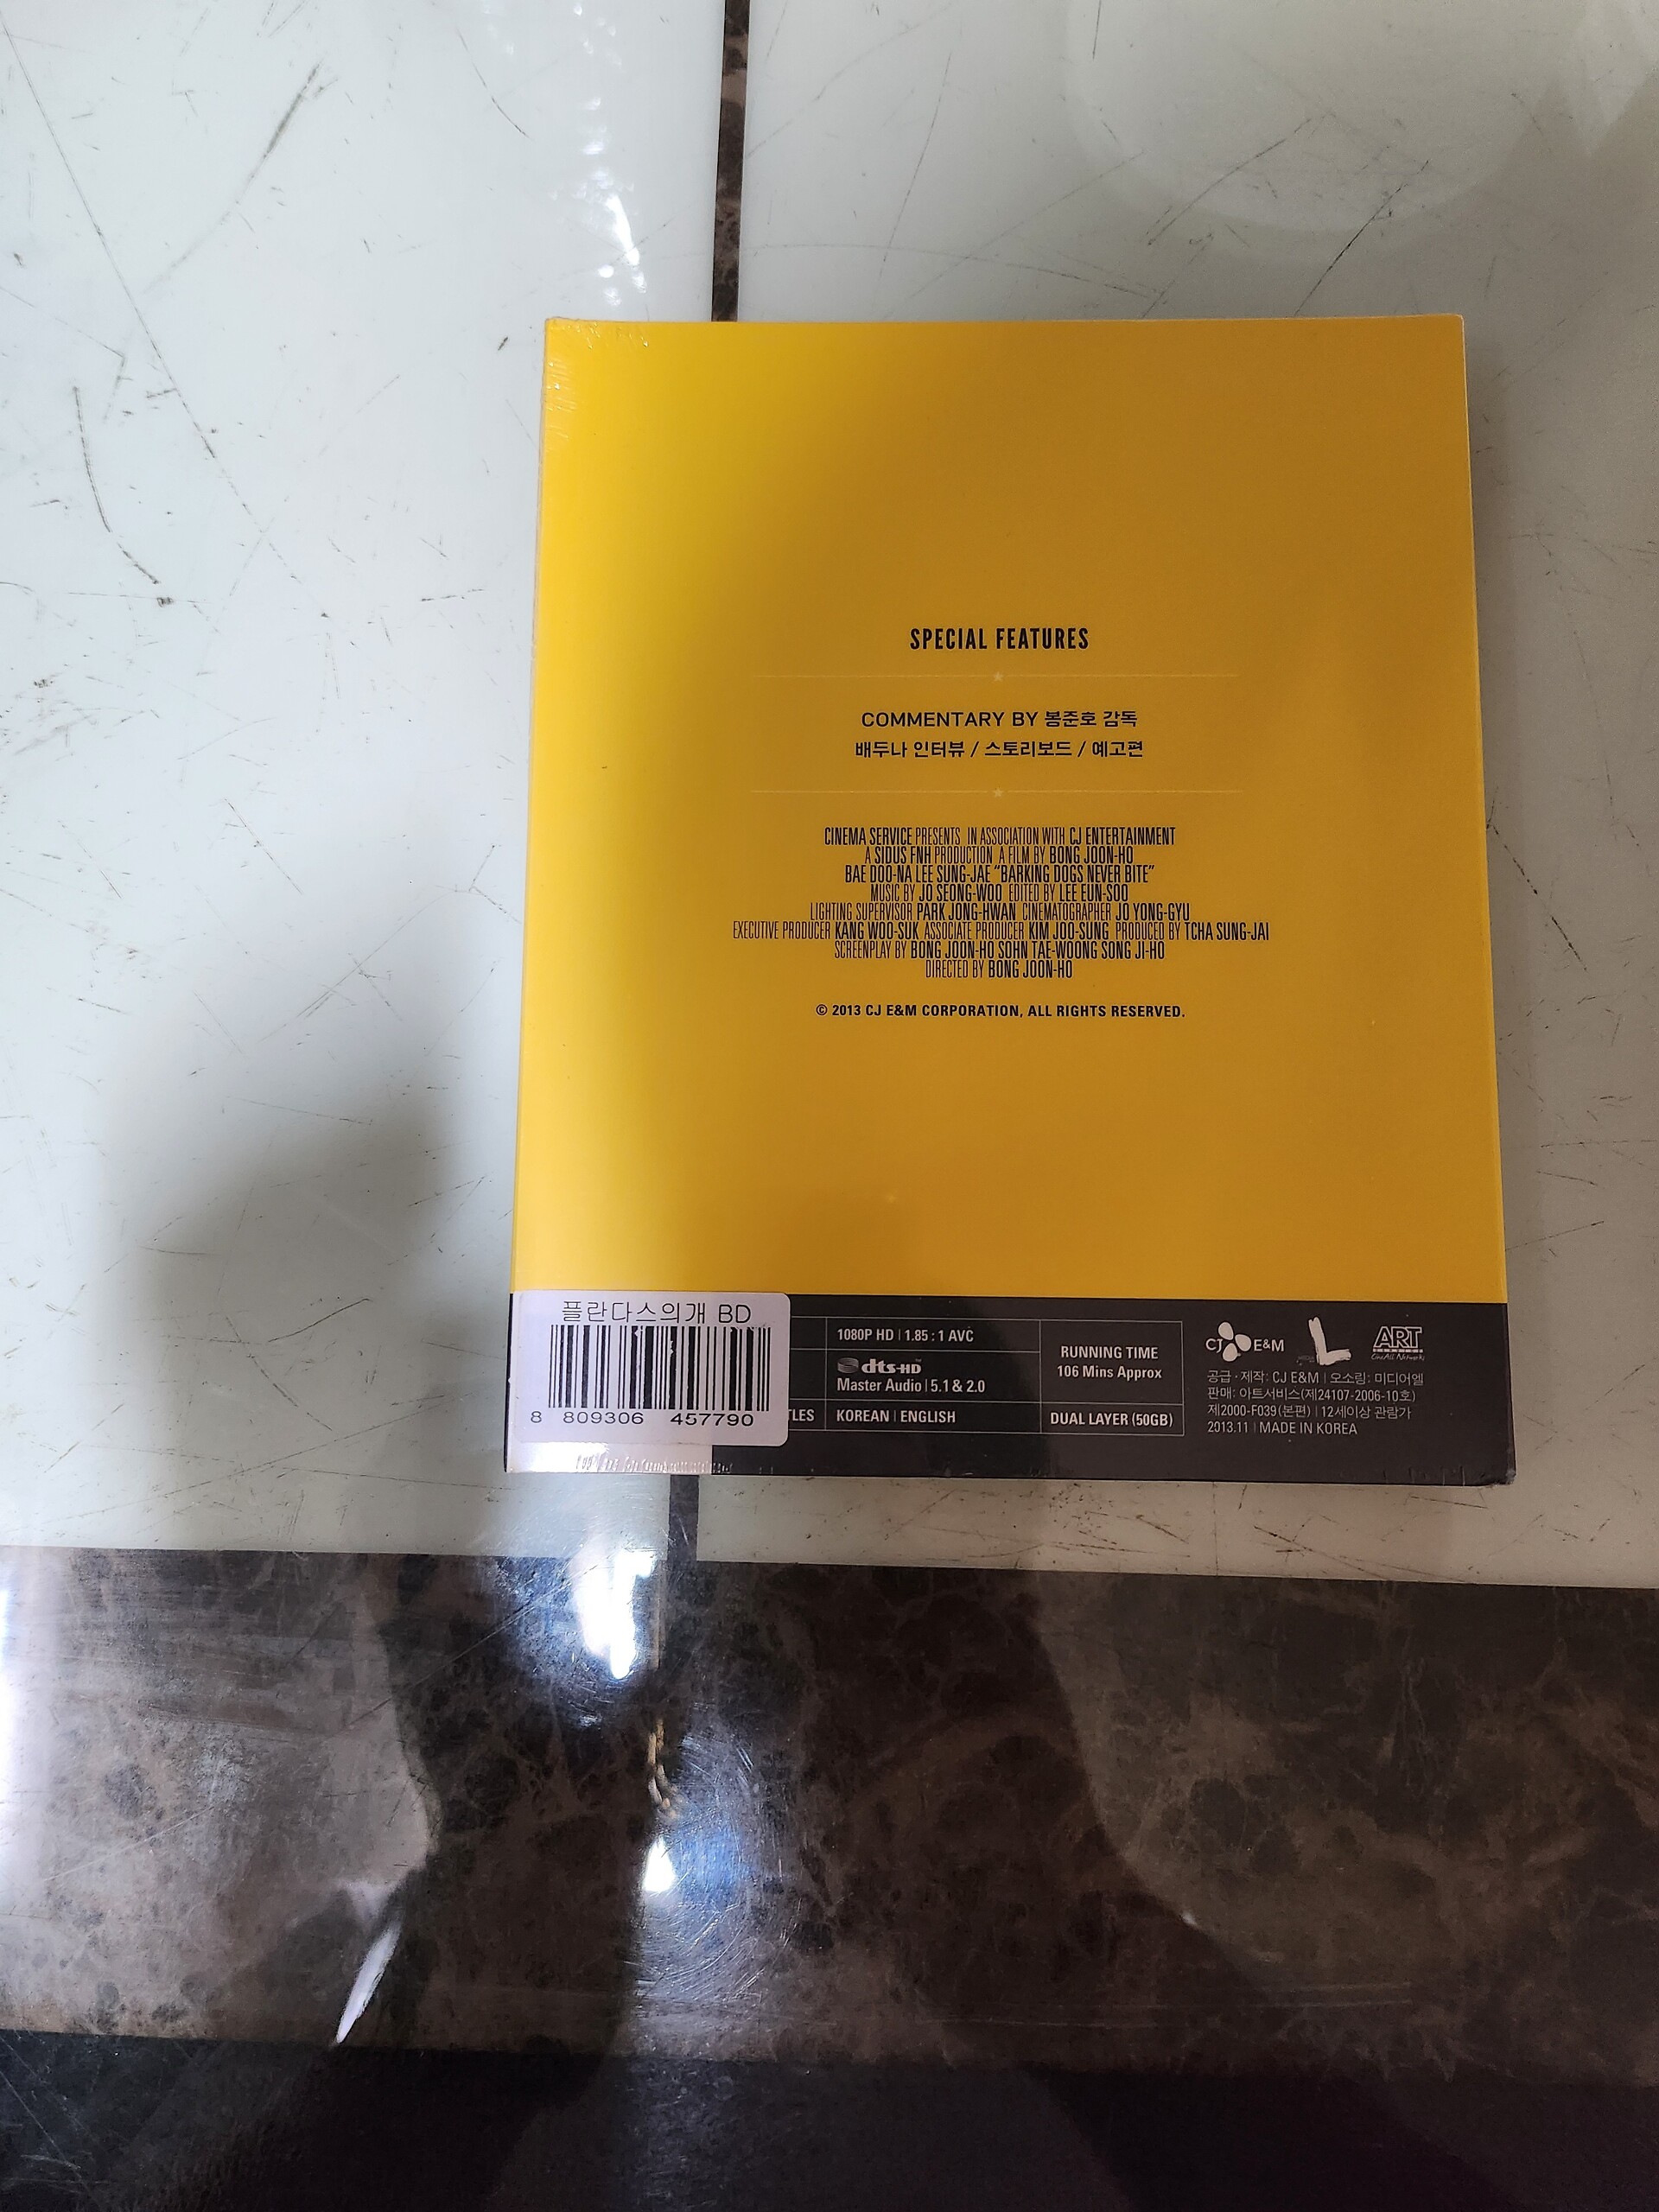 SPECIAL FEATURES
COMMENTARY BY 봉준호 감독
배두나 인터뷰 / 스토리보드 / 예고편
CINEMA SERVICE PRESENTS IN ASSOCIATION WITH CJ ENTERTAINMENT
A SIDUS FNH PRODUCTION A FILM BY BONG JOON-HO
BAE DOO-NA LEE SUNG-JAE "BARKING DOGS NEVER BITE"
MUSIC BY JO SEONG-WOO EDITED BY LEE EUN-SOO
LIGHTING SUPERVISOR PARK JONG-HWAN CINEMATOGRAPHER JO YONG-GYU
EXECUTIVE PRODUCER KANG WOO-SUK ASSOCIATE PRODUCER KIM JOO-SUNG PRODUCED BY TCHA SUNG-JAI
SCREENPLAY BY BONG JOON-HO SOHN TAE-WOONG SONG JI-HO
DIRECTED BY BONG JOON-HO
© 2013 CJ E&M CORPORATION, ALL RIGHTS RESERVED.
플란다스의개 BD
8 809306 457790
1080P HD | 1.85 : 1 AVC
dts-HD
Master Audio | 5.1 & 2.0
TLES
KOREAN | ENGLISH
RUNNING TIME
106 Mins Approx
DUAL LAYER (50GB)
CJ E&M
L
ART
공급 · 제작: CJ E&M | 오소링: 미디어엘
판매: 아트서비스(제24107-2006-10호)
제2000-F039(본편) | 12세이상 관람가
2013.11 | MADE IN KOREA